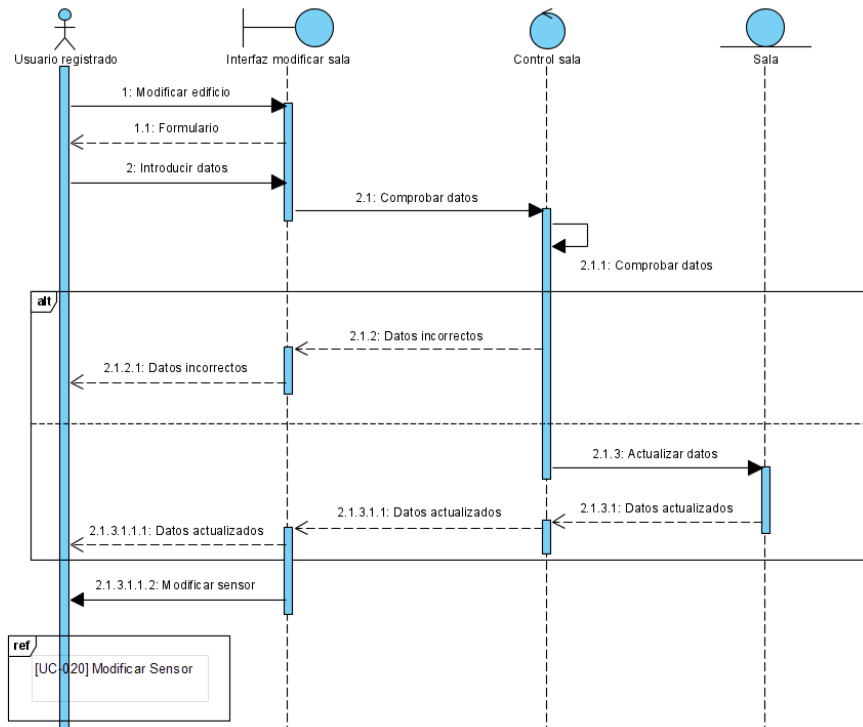 Usuario registrado
Interfaz modificar sala
Control sala
Sala
1: Modificar edificio
1.1: Formulario
2: Introducir datos
2.1: Comprobar datos
2.1.1: Comprobar datos
alt
2.1.2: Datos incorrectos
2.1.2.1: Datos incorrectos
2.1.3: Actualizar datos
2.1.3.1: Datos actualizados
2.1.3.1.1: Datos actualizados
2.1.3.1.1.1: Datos actualizados
2.1.3.1.1.2: Modificar sensor
ref
[UC-020] Modificar Sensor